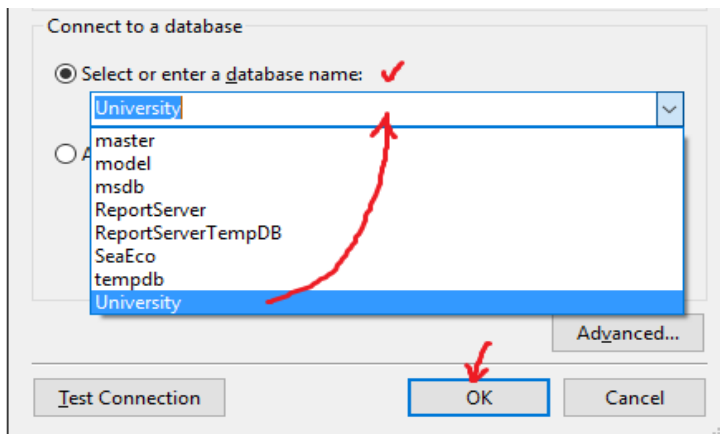 Connect to a database
Select or enter a database name:
University
A
master
model
msdb
ReportServer
ReportServerTempDB
SeaEco
tempdb
University
Advanced...
Test Connection
OK
Cancel